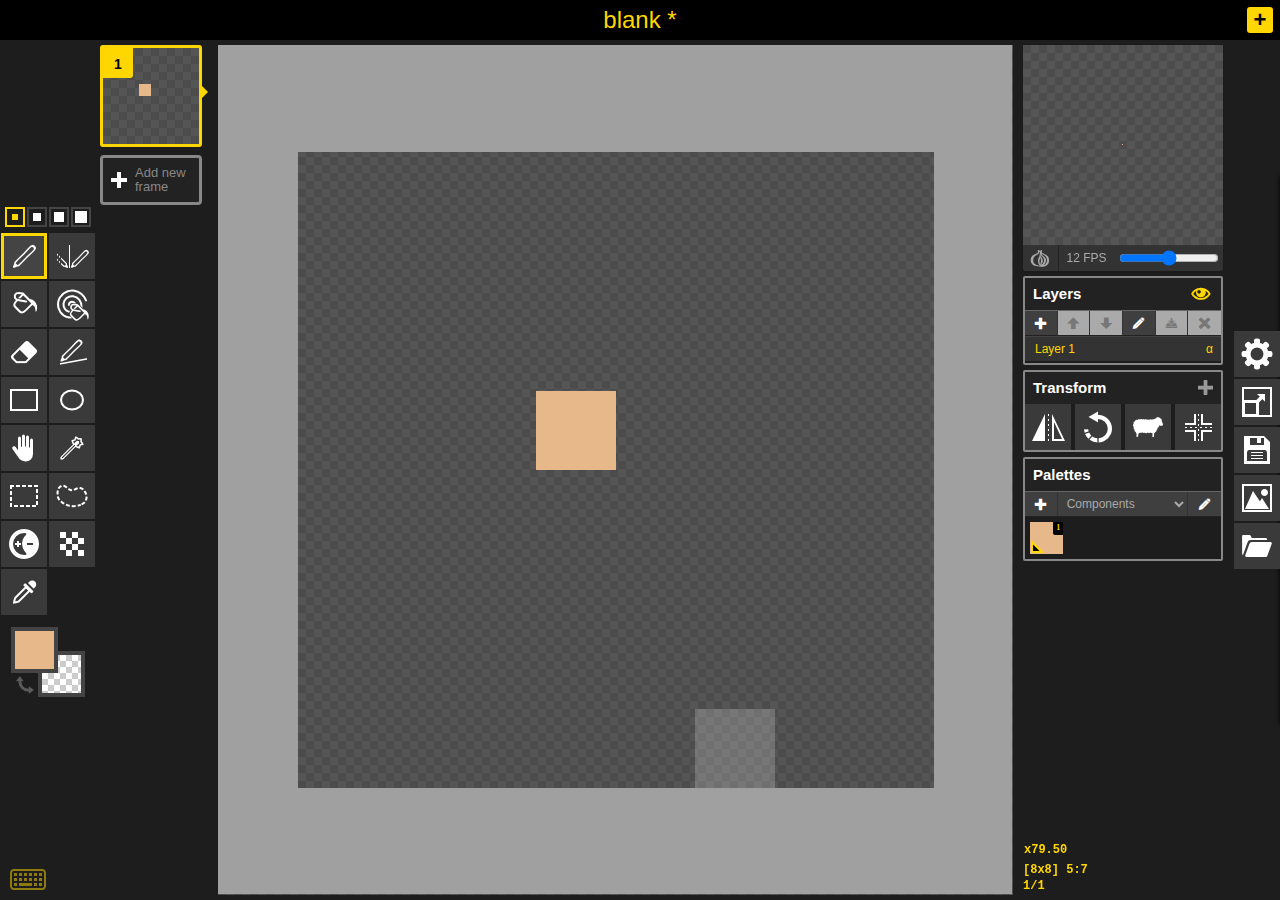 blank *
+
1
Add new
frame
12 FPS
Layers
Layer 1
α
Transform
Palettes
Components
1
x79.50
[8x8] 5:7
1/1